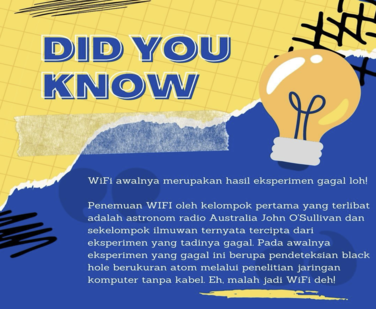 DID YOU
KNOW
WiFi awalnya merupakan hasil eksperimen gagal loh!
Penemuan WIFI oleh kelompok pertama yang terlibat
adalah astronom radio Australia John O'Sullivan dan
sekelompok ilmuwan ternyata tercipta dari
eksperimen yang tadinya gagal. Pada awalnya
eksperimen yang gagal ini berupa pendeteksian black
hole berukuran atom melalui penelitian jaringan
komputer tanpa kabel. Eh, malah jadi WiFi deh!